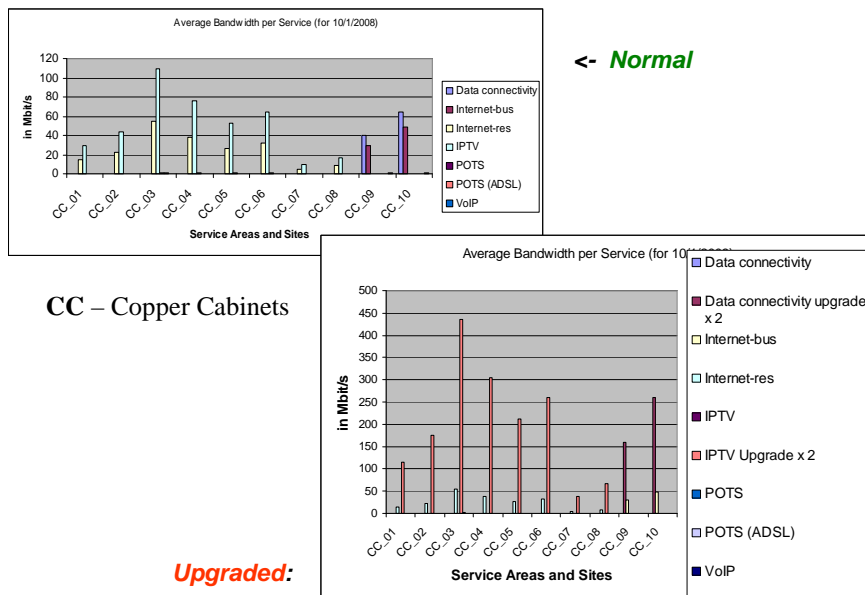 Average Bandwidth per Service (for 10/1/2008)
<- Normal
120
100
80
60
40
20
0
in Mbit/s
CC_01
CC_02
CC_03
CC_04
CC_05
CC_06
CC_07
CC_08
CC_09
CC_10
Service Areas and Sites
Data connectivity
Internet-bus
Internet-res
IPTV
POTS
POTS (ADSL)
VoIP
CC – Copper Cabinets
Average Bandwidth per Service (for 10/1/2008)
500
450
400
350
300
250
200
150
100
50
0
in Mbit/s
CC_01
CC_02
CC_03
CC_04
CC_05
CC_06
CC_07
CC_08
CC_09
CC_10
Service Areas and Sites
Data connectivity
Data connectivity upgrade
x 2
Internet-bus
Internet-res
IPTV
IPTV Upgrade x 2
POTS
POTS (ADSL)
VoIP
Upgraded: